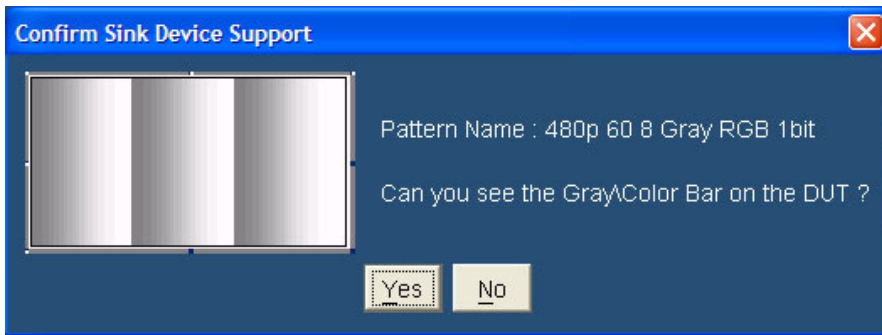 Confirm Sink Device Support
Pattern Name : 480p 60 8 Gray RGB 1bit
Can you see the Gray\Color Bar on the DUT ?
Yes
No